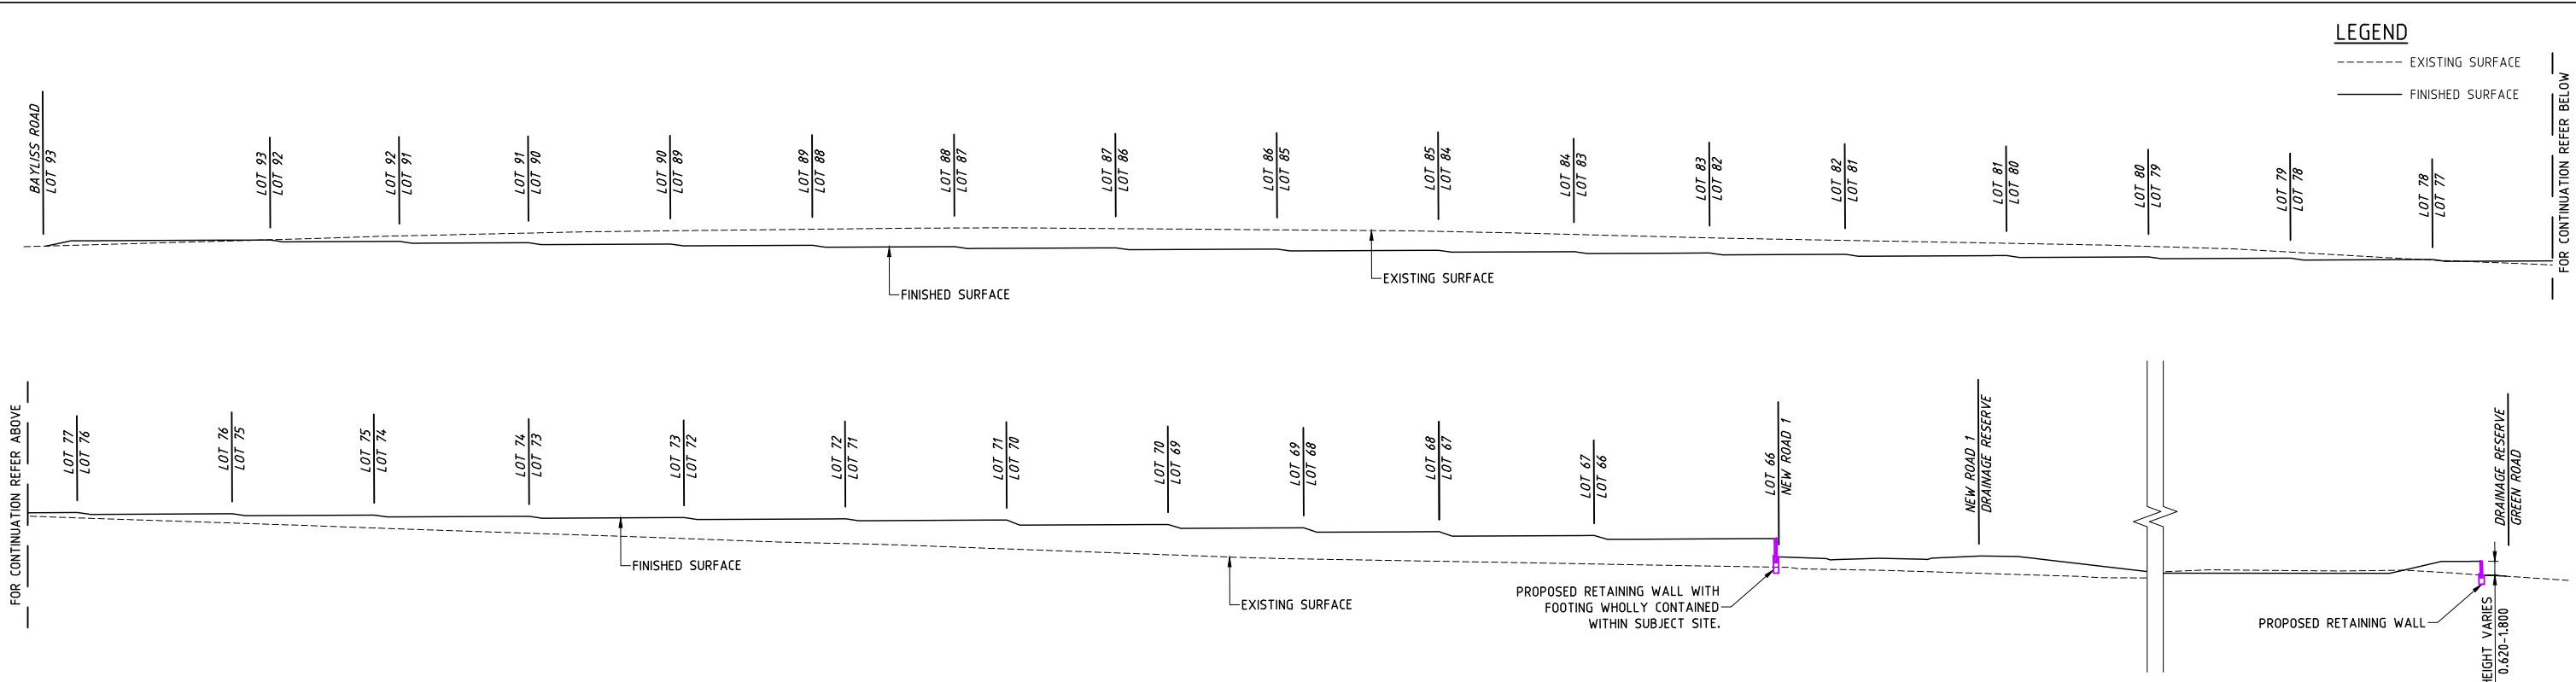 LEGEND
EXISTING SURFACE
FINISHED SURFACE
FOR CONTINUATION REFER BELOW
BAYLISS ROAD
LOT 93
LOT 93
LOT 92
LOT 92
LOT 91
LOT 91
LOT 90
LOT 90
LOT 89
LOT 89
LOT 88
LOT 88
LOT 87
LOT 87
LOT 86
LOT 86
LOT 85
LOT 85
LOT 84
LOT 84
LOT 83
LOT 83
LOT 82
LOT 82
LOT 81
LOT 81
LOT 80
LOT 80
LOT 79
LOT 79
LOT 78
LOT 78
LOT 77
FINISHED SURFACE
EXISTING SURFACE
FOR CONTINUATION REFER ABOVE
LOT 77
LOT 76
LOT 76
LOT 75
LOT 75
LOT 74
LOT 74
LOT 73
LOT 73
LOT 72
LOT 72
LOT 71
LOT 71
LOT 70
LOT 70
LOT 69
LOT 69
LOT 68
LOT 68
LOT 67
LOT 67
LOT 66
LOT 66
NEW ROAD 1
NEW ROAD 1
DRAINAGE RESERVE
DRAINAGE RESERVE
GREEN ROAD
FINISHED SURFACE
EXISTING SURFACE
PROPOSED RETAINING WALL WITH
FOOTING WHOLLY CONTAINED
WITHIN SUBJECT SITE.
PROPOSED RETAINING WALL
HEIGHT VARIES
0.620-1.800